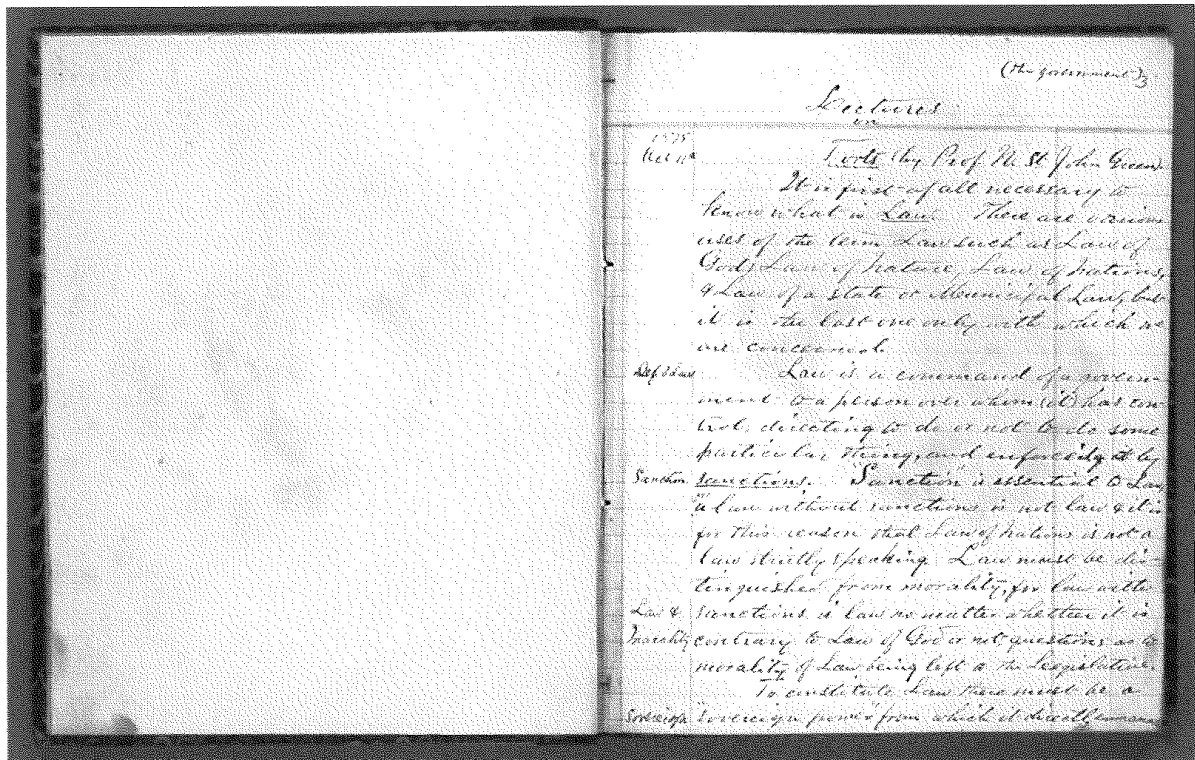 (the government)
Lectures
on
1875
Oct 11th
Torts by Prof. N. St John Green
It is first of all necessary to
know what is Law. There are various
uses of the term Law such as Law of
God, Law of Nature, Law of Nations,
& Law of a state or Municipal Law, but
it is the last one only with which we
are concerned.
Def of Law
Law is a command of a govern-
ment to a person over whom (it) has con-
trol, directing to do or not to do some
particular thing, and enforcing it by
Sanction
sanctions. Sanction is essential to Law
a law without sanctions is not law & it is
for this reason that Law of Nations is not a
law strictly speaking. Law must be dis-
tinguished from morality, for law with
Law &
sanctions is law no matter whether it is
Morality
contrary to Law of God or not, questions as to
morality of Law being left to the Legislature.
To constitute Law there must be a
Sovereign
sovereign power from which it directly